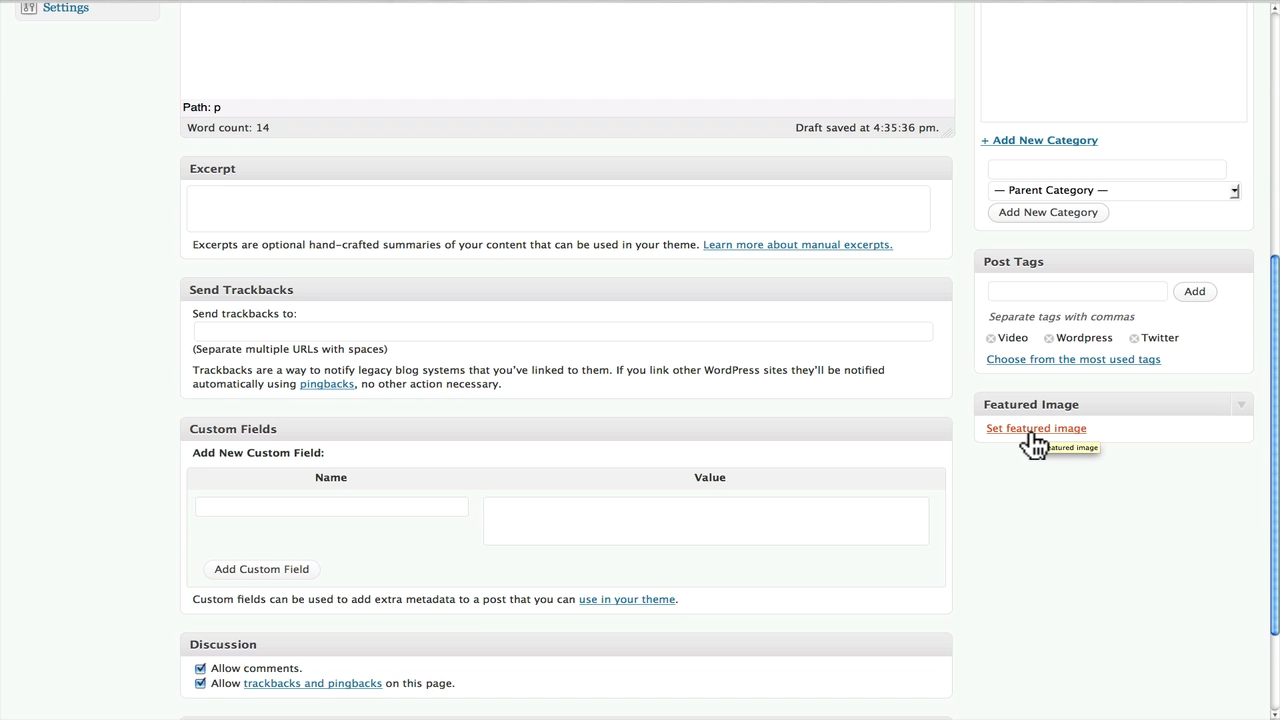 Settings
Path: p
Word count: 14
Draft saved at 4:35:36 pm.
Excerpt
Excerpts are optional hand-crafted summaries of your content that can be used in your theme. Learn more about manual excerpts.
Send Trackbacks
Send trackbacks to:
(Separate multiple URLs with spaces)
Trackbacks are a way to notify legacy blog systems that you've linked to them. If you link other WordPress sites they'll be notified
automatically using pingbacks, no other action necessary.
Custom Fields
Add New Custom Field:
Name
Value
Add Custom Field
Custom fields can be used to add extra metadata to a post that you can use in your theme.
Discussion
Allow comments.
Allow trackbacks and pingbacks on this page.
+ Add New Category
— Parent Category —
Add New Category
Post Tags
Add
Separate tags with commas
Video Wordpress Twitter
Choose from the most used tags
Featured Image
Set featured image
image